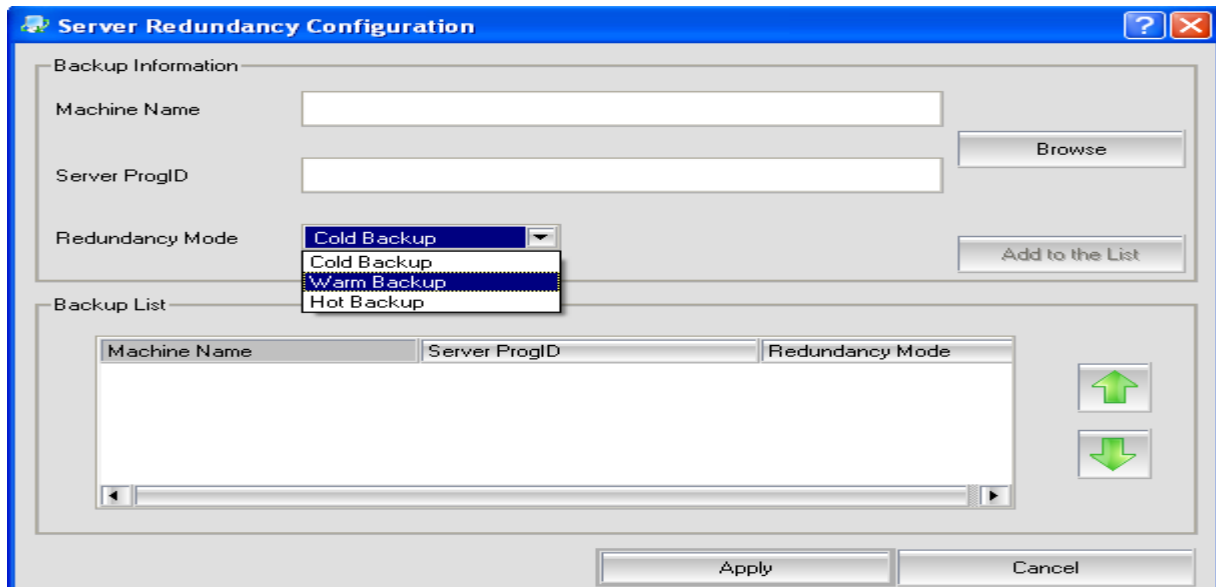 Server Redundancy Configuration
?
Backup Information
Machine Name
Browse
Server ProgID
Redundancy Mode
Cold Backup
Add to the List
Cold Backup
Warm Backup
Hot Backup
Backup List
Machine Name Server ProgID Redundancy Mode
Apply Cancel